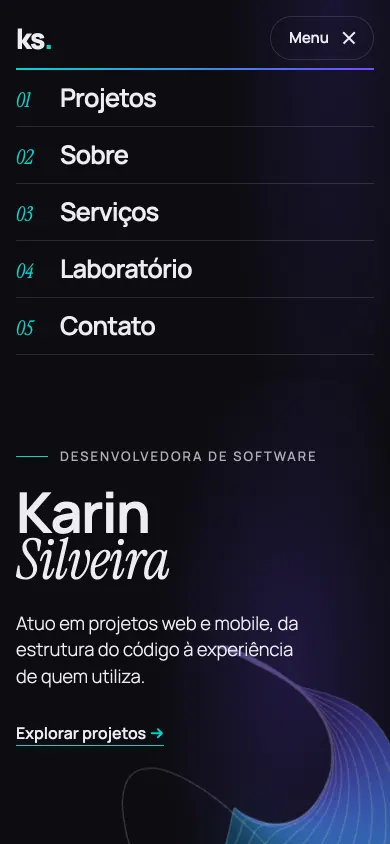 ks.
Menu
01 Projetos
02 Sobre
03 Serviços
04 Laboratório
05 Contato
DESENVOLVEDORA DE SOFTWARE
Karin
Silveira
Atuo em projetos web e mobile, da
estrutura do código à experiência
de quem utiliza.
Explorar projetos →